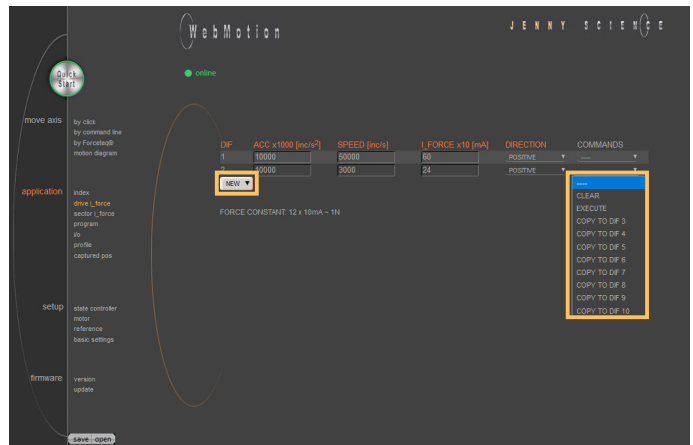 WebMotion
JENNY SCIENCE
Quick
Start
online
move axis
by click
by command line
by Forceteq®
motion diagram
DIF ACC x1000 [inc/s²] SPEED [inc/s] I_FORCE x10 [mA] DIRECTION COMMANDS
1 10000 50000 60 POSITIVE ----
2 10000 3000 24 POSITIVE
NEW
----
CLEAR
EXECUTE
COPY TO DIF 3
COPY TO DIF 4
COPY TO DIF 5
COPY TO DIF 6
COPY TO DIF 7
COPY TO DIF 8
COPY TO DIF 9
COPY TO DIF 10
FORCE CONSTANT: 12 x 10mA ~ 1N
application
index
drive i_force
sector i_force
program
i/o
profile
captured pos
setup
state controller
motor
reference
basic settings
firmware
version
update
save open